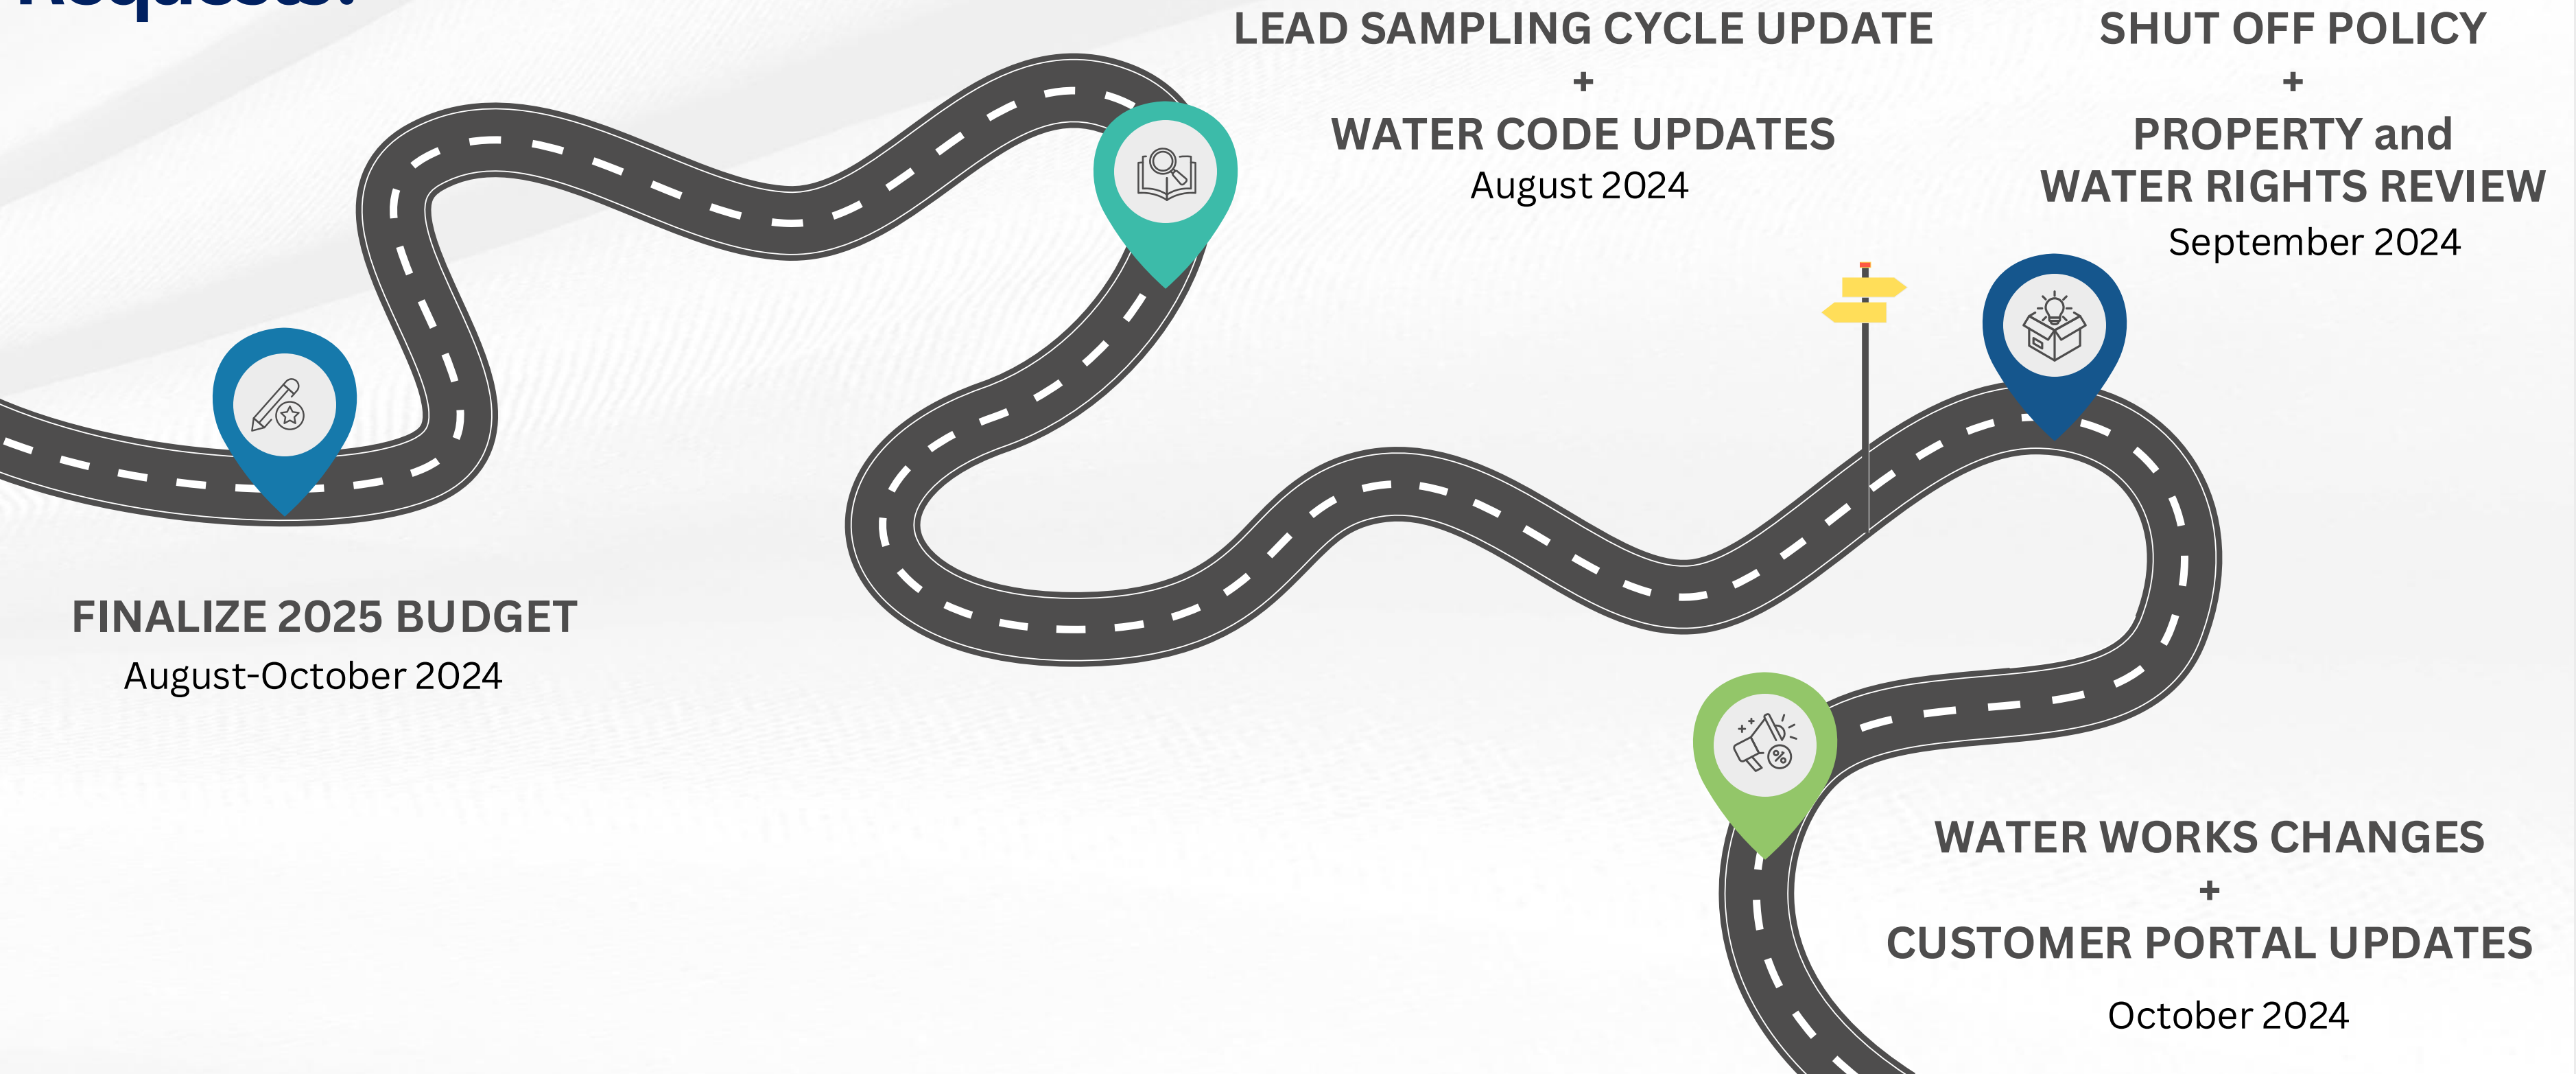 Requests:
LEAD SAMPLING CYCLE UPDATE
+
WATER CODE UPDATES
August 2024
SHUT OFF POLICY
+
PROPERTY and
WATER RIGHTS REVIEW
September 2024
FINALIZE 2025 BUDGET
August-October 2024
WATER WORKS CHANGES
+
CUSTOMER PORTAL UPDATES
October 2024